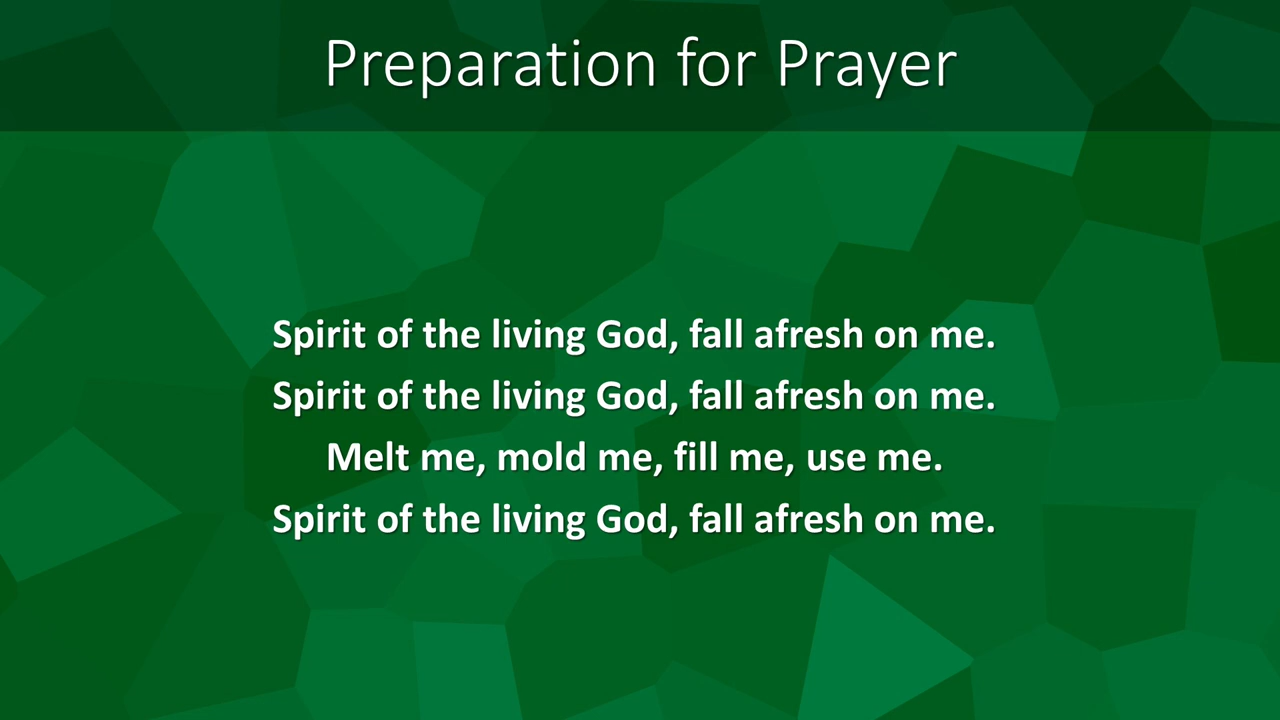 Preparation for Prayer
Spirit of the living God, fall afresh on me.
Spirit of the living God, fall afresh on me.
Melt me, mold me, fill me, use me.
Spirit of the living God, fall afresh on me.